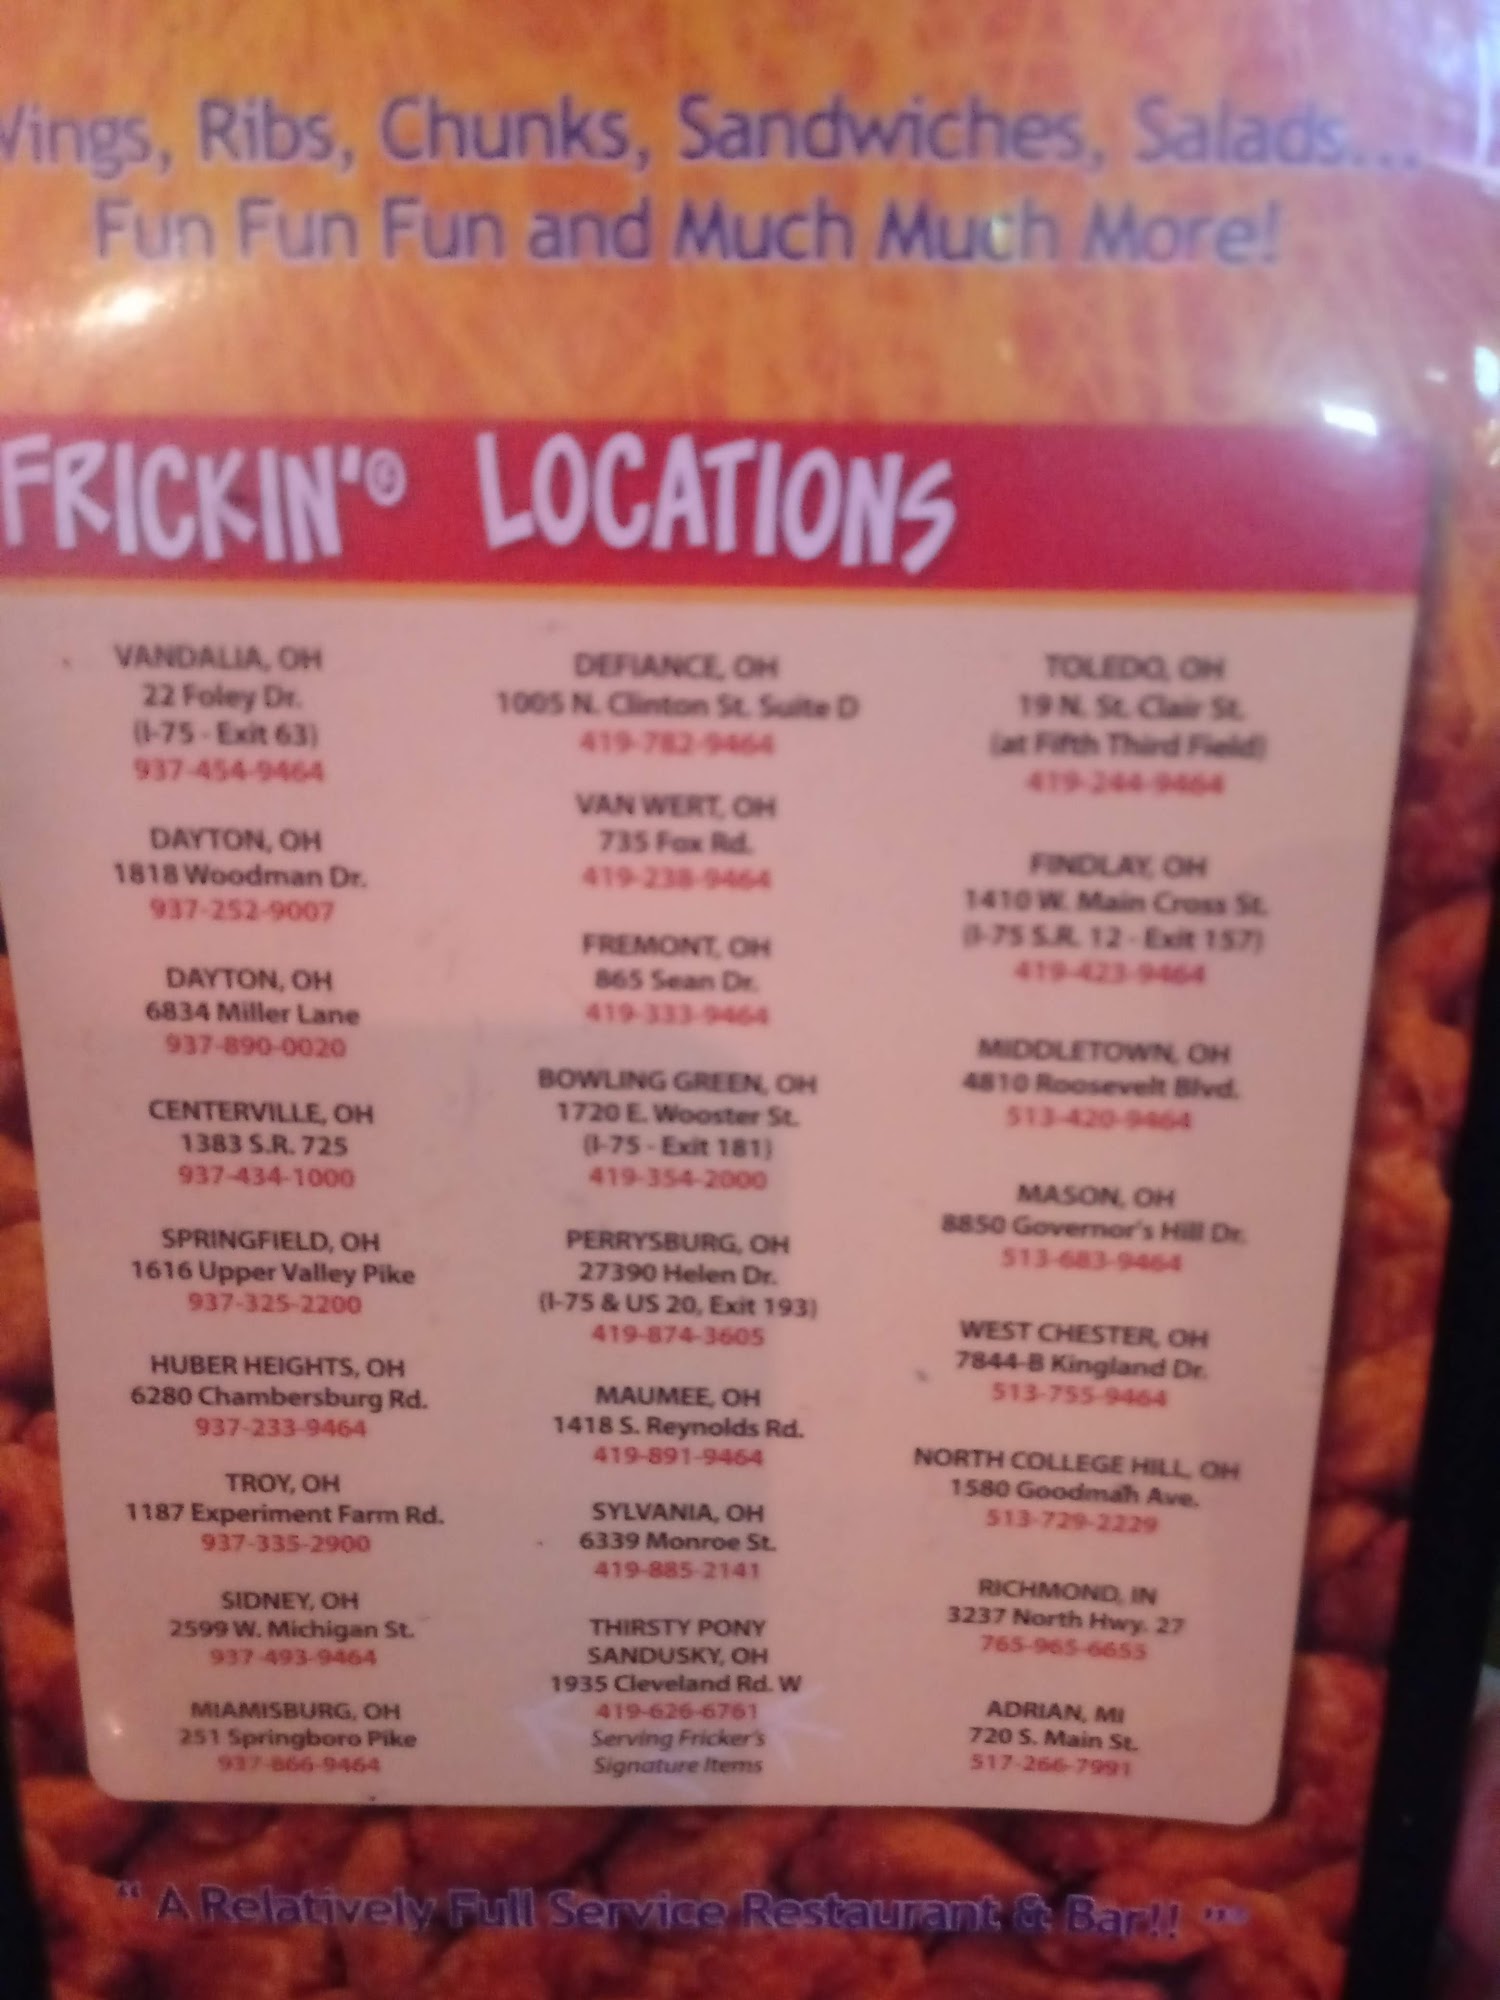 Wings, Ribs, Chunks, Sandwiches, Salads...
Fun Fun Fun and Much Much More!
FRICKIN'® LOCATIONS
VANDALIA, OH
22 Foley Dr.
(I-75 - Exit 63)
937-454-9464
DAYTON, OH
1818 Woodman Dr.
937-252-9007
DAYTON, OH
6834 Miller Lane
937-890-0020
CENTERVILLE, OH
1383 S.R. 725
937-434-1000
SPRINGFIELD, OH
1616 Upper Valley Pike
937-325-2200
HUBER HEIGHTS, OH
6280 Chambersburg Rd.
937-233-9464
TROY, OH
1187 Experiment Farm Rd.
937-335-2900
SIDNEY, OH
2599 W. Michigan St.
937-493-9464
MIAMISBURG, OH
251 Springboro Pike
937-866-9464
DEFIANCE, OH
1005 N. Clinton St. Suite D
419-782-9464
VAN WERT, OH
735 Fox Rd.
419-238-9464
FREMONT, OH
865 Sean Dr.
419-333-9464
BOWLING GREEN, OH
1720 E. Wooster St.
(I-75 - Exit 181)
419-354-2000
PERRYSBURG, OH
27390 Helen Dr.
(I-75 & US 20, Exit 193)
419-874-3605
MAUMEE, OH
1418 S. Reynolds Rd.
419-891-9464
SYLVANIA, OH
6339 Monroe St.
419-885-2141
THIRSTY PONY
SANDUSKY, OH
1935 Cleveland Rd. W
419-626-6761
Serving Fricker's
Signature Items
TOLEDO, OH
19 N. St. Clair St.
(at Fifth Third Field)
419-244-9464
FINDLAY, OH
1410 W. Main Cross St.
(I-75 S.R. 12 - Exit 157)
419-423-9464
MIDDLETOWN, OH
4810 Roosevelt Blvd.
513-420-9464
MASON, OH
8850 Governor's Hill Dr.
513-683-9464
WEST CHESTER, OH
7844-B Kingland Dr.
513-755-9464
NORTH COLLEGE HILL, OH
1580 Goodman Ave.
513-729-2229
RICHMOND, IN
3237 North Hwy. 27
765-965-6655
ADRIAN, MI
720 S. Main St.
517-266-7991
" A Relatively Full Service Restaurant & Bar!! "